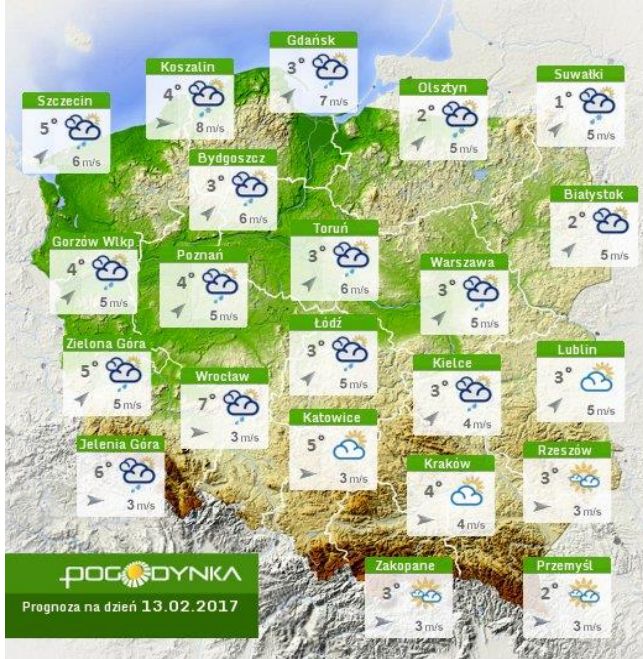 Gdańsk
3°
7 m/s
Koszalin
4°
8 m/s
Suwałki
1°
5 m/s
Olsztyn
2°
5 m/s
Szczecin
5°
6 m/s
Bydgoszcz
3°
6 m/s
Białystok
2°
5 m/s
Toruń
3°
6 m/s
Gorzów Wlkp
4°
5 m/s
Poznań
4°
5 m/s
Warszawa
3°
5 m/s
Łódź
3°
5 m/s
Zielona Góra
5°
5 m/s
Lublin
3°
5 m/s
Kielce
3°
4 m/s
Wrocław
7°
3 m/s
Katowice
5°
3 m/s
Jelenia Góra
6°
3 m/s
Rzeszów
3°
3 m/s
Kraków
4°
4 m/s
Zakopane
3°
3 m/s
Przemyśl
2°
3 m/s
POGODYNKA
Prognoza na dzień 13.02.2017